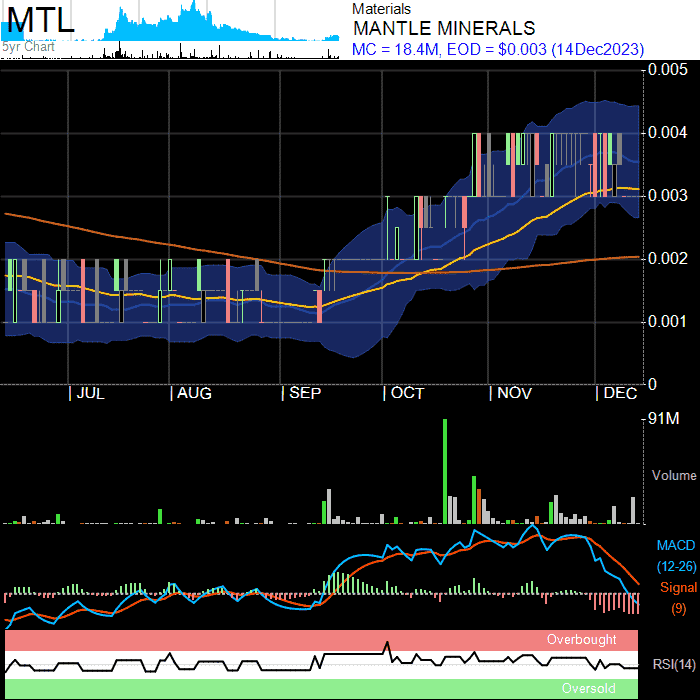 MTL
5yr Chart
Materials
MANTLE MINERALS
MC = 18.4M, EOD = $0.003 (14Dec2023)
0.005
0.004
0.003
0.002
0.001
0
JUL AUG SEP OCT NOV DEC
91M
Volume
MACD
(12-26)
Signal
(9)
Overbought
RSI(14)
Oversold